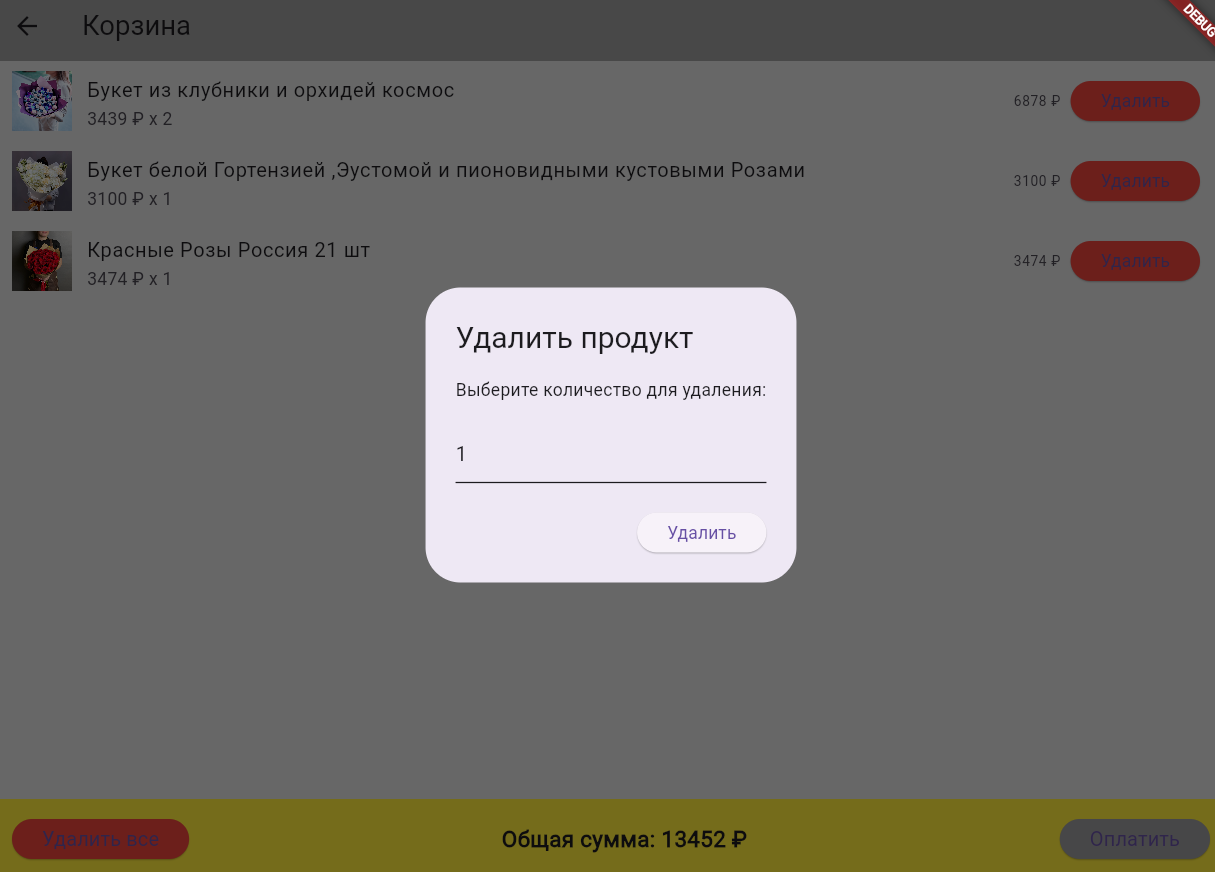 Корзина
DEBUG
Букет из клубники и орхидей космос
3439 ₽ x 2
6878 ₽
Удалить
Букет белой Гортензией ,Эустомой и пионовидными кустовыми Розами
3100 ₽ x 1
3100 ₽
Удалить
Красные Розы Россия 21 шт
3474 ₽ x 1
3474 ₽
Удалить
Удалить продукт
Выберите количество для удаления:
1
Удалить
Удалить все
Общая сумма: 13452 ₽
Оплатить